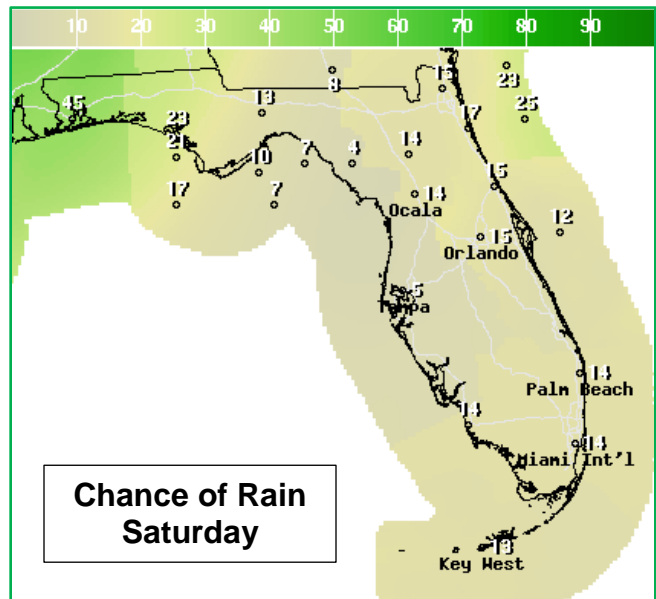 10 20 30 40 50 60 70 80 90
8
15
23
45
13
25
23
17
21
10
7
4
14
17
7
14
15
Ocala
12
15
Orlando
5
Tampa
14
Palm Beach
14
14
Miami Int'l
Chance of Rain
Saturday
13
Key West